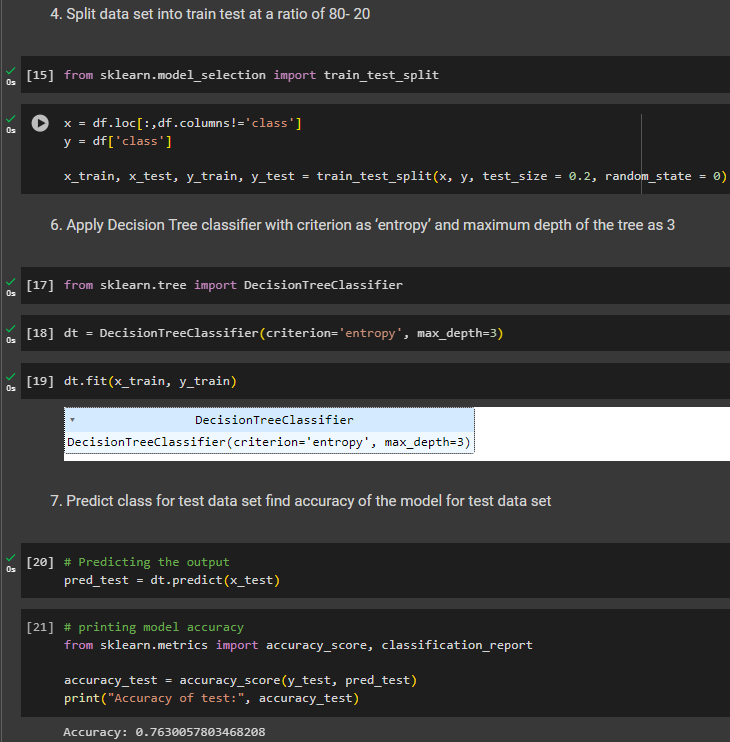 4. Split data set into train test at a ratio of 80- 20
0s
[15] from sklearn.model_selection import train_test_split
0s
x = df.loc[:,df.columns!='class']
y = df['class']
x_train, x_test, y_train, y_test = train_test_split(x, y, test_size = 0.2, random_state = 0)
6. Apply Decision Tree classifier with criterion as ‘entropy’ and maximum depth of the tree as 3
0s
[17] from sklearn.tree import DecisionTreeClassifier
0s
[18] dt = DecisionTreeClassifier(criterion='entropy', max_depth=3)
0s
[19] dt.fit(x_train, y_train)
DecisionTreeClassifier
DecisionTreeClassifier(criterion='entropy', max_depth=3)
7. Predict class for test data set find accuracy of the model for test data set
0s
[20] # Predicting the output
pred_test = dt.predict(x_test)
[21] # printing model accuracy
from sklearn.metrics import accuracy_score, classification_report
accuracy_test = accuracy_score(y_test, pred_test)
print("Accuracy of test:", accuracy_test)
Accuracy: 0.7630057803468208